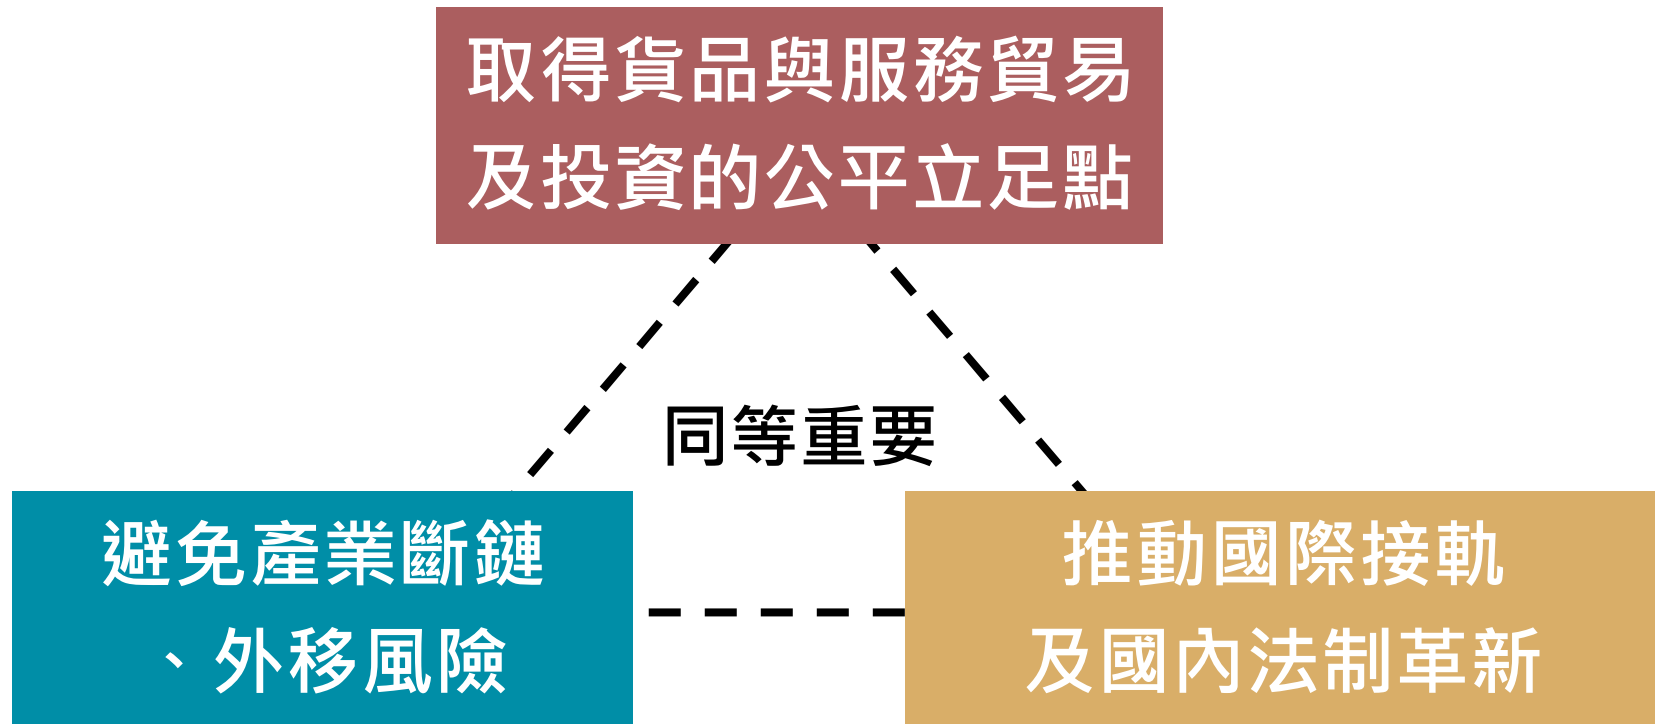 取得貨品與服務貿易
及投資的公平立足點
同等重要
避免產業斷鏈
、外移風險
推動國際接軌
及國內法制革新